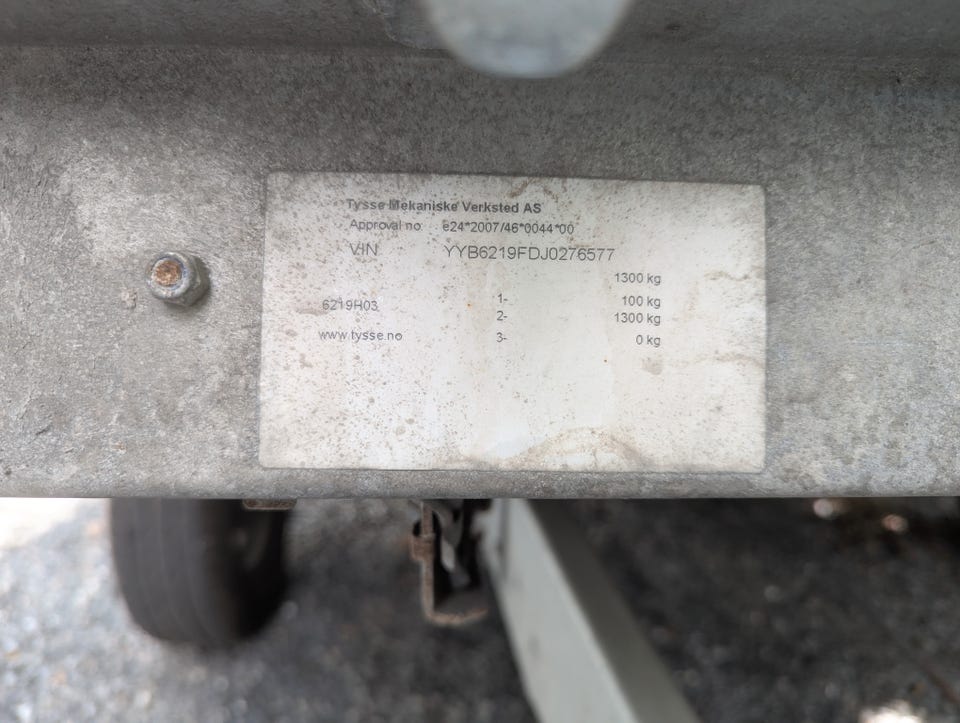 Tysse Mekaniske Verksted AS
Approval no e24*2007/46*0044*00
VIN YYB6219FDJ0276577
1300 kg
6219H03 1- 100 kg
2- 1300 kg
www.tysse.no 3- 0 kg